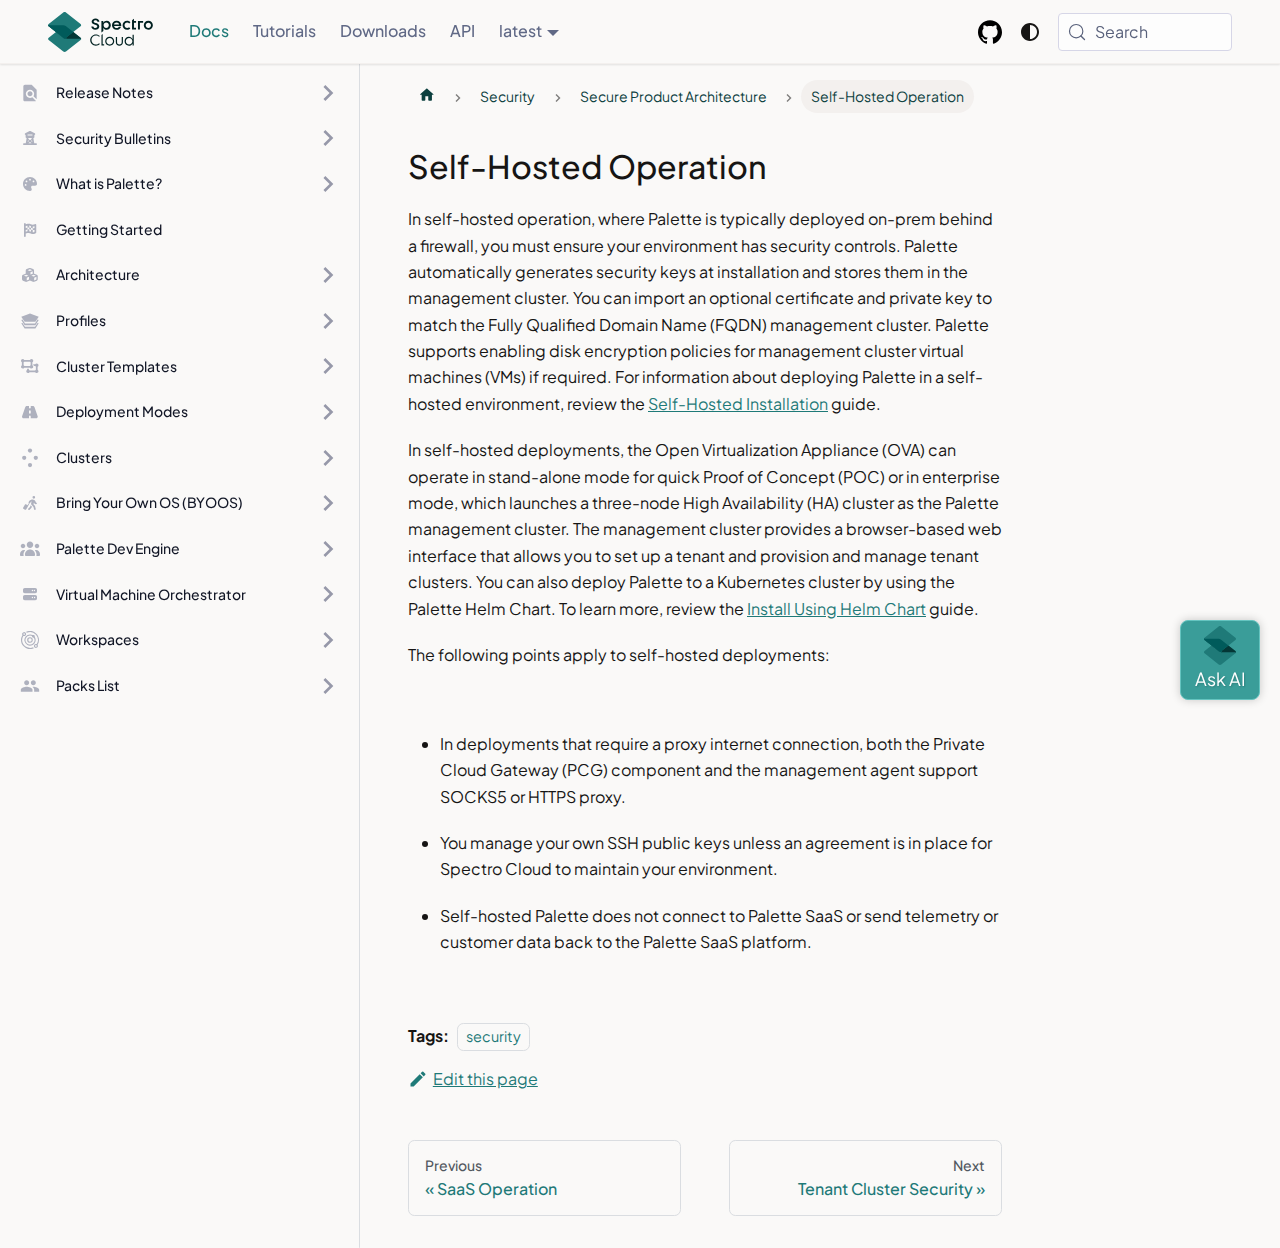 Spectro
Cloud
Docs
Tutorials
Downloads
API
latest
Search
Release Notes
Security Bulletins
What is Palette?
Getting Started
Architecture
Profiles
Cluster Templates
Deployment Modes
Clusters
Bring Your Own OS (BYOOS)
Palette Dev Engine
Virtual Machine Orchestrator
Workspaces
Packs List
Security
Secure Product Architecture
Self-Hosted Operation
Self-Hosted Operation
In self-hosted operation, where Palette is typically deployed on-prem behind
a firewall, you must ensure your environment has security controls. Palette
automatically generates security keys at installation and stores them in the
management cluster. You can import an optional certificate and private key to
match the Fully Qualified Domain Name (FQDN) management cluster. Palette
supports enabling disk encryption policies for management cluster virtual
machines (VMs) if required. For information about deploying Palette in a self-
hosted environment, review the Self-Hosted Installation guide.
In self-hosted deployments, the Open Virtualization Appliance (OVA) can
operate in stand-alone mode for quick Proof of Concept (POC) or in enterprise
mode, which launches a three-node High Availability (HA) cluster as the Palette
management cluster. The management cluster provides a browser-based web
interface that allows you to set up a tenant and provision and manage tenant
clusters. You can also deploy Palette to a Kubernetes cluster by using the
Palette Helm Chart. To learn more, review the Install Using Helm Chart guide.
The following points apply to self-hosted deployments:
In deployments that require a proxy internet connection, both the Private
Cloud Gateway (PCG) component and the management agent support
SOCKS5 or HTTPS proxy.
You manage your own SSH public keys unless an agreement is in place for
Spectro Cloud to maintain your environment.
Self-hosted Palette does not connect to Palette SaaS or send telemetry or
customer data back to the Palette SaaS platform.
Tags: security
Edit this page
Previous
« SaaS Operation
Next
Tenant Cluster Security »
Ask AI